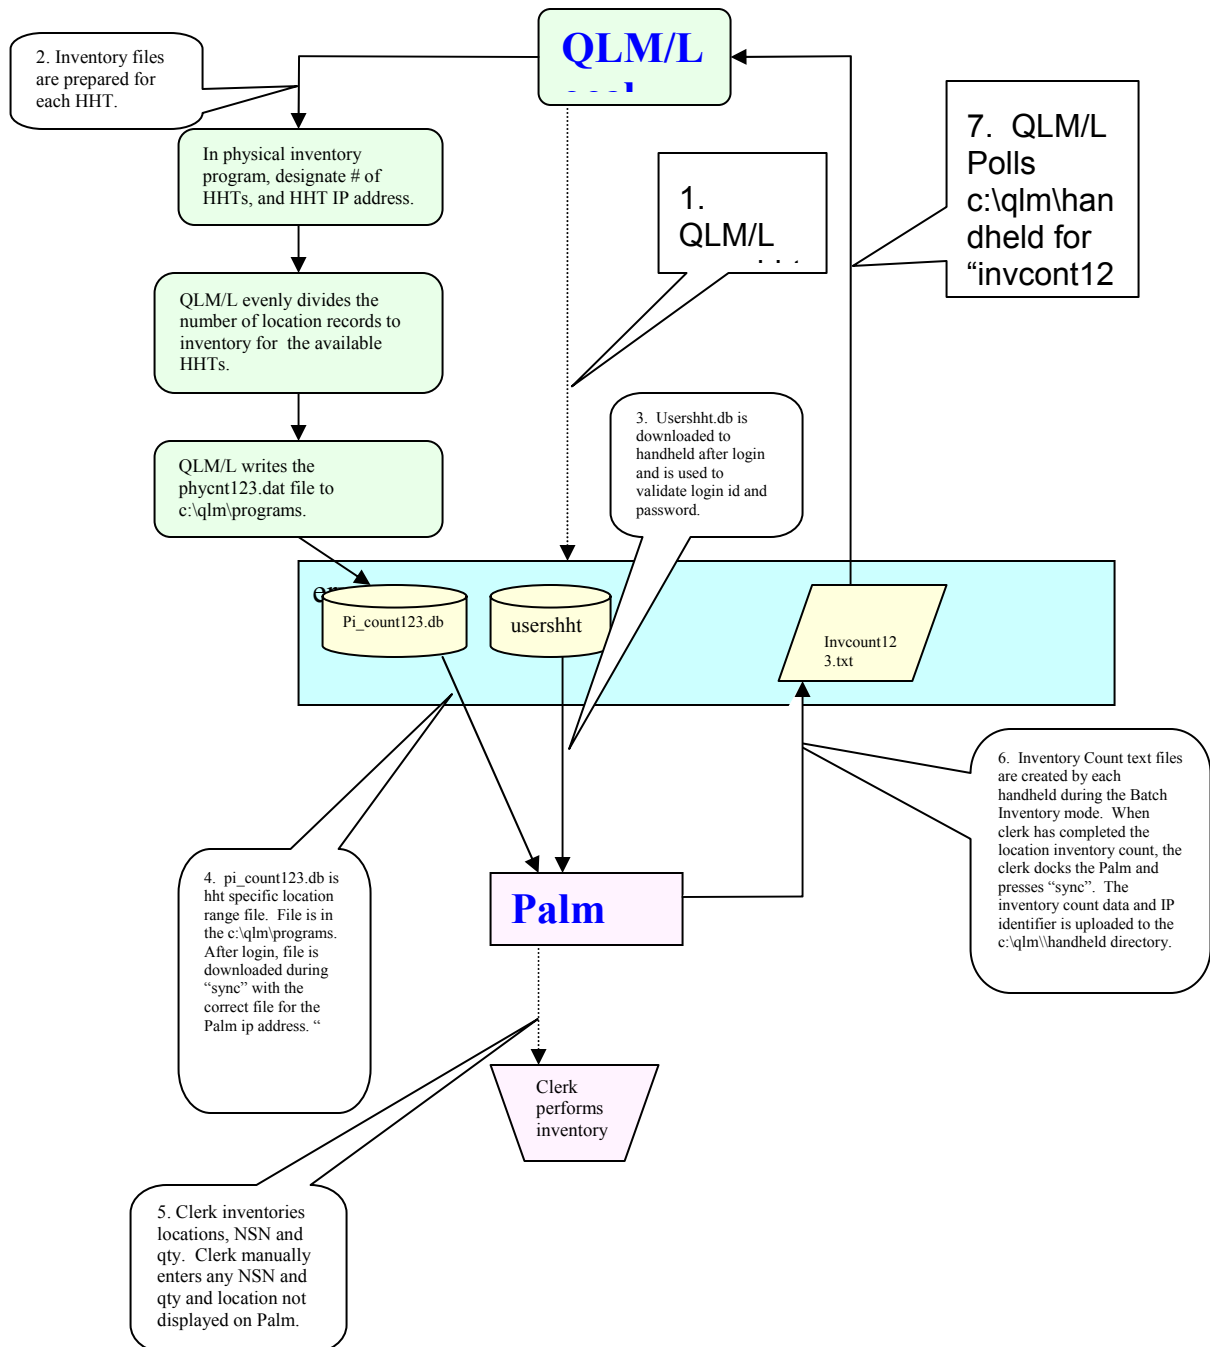 QLM/L
2. Inventory files
are prepared for
each HHT.
In physical inventory
program, designate # of
HHTs, and HHT IP address.
QLM/L evenly divides the
number of location records to
inventory for the available
HHTs.
QLM/L writes the
phycnt123.dat file to
c:\qlm\programs.
1.
QLM/L
7. QLM/L
Polls
c:\qlm\han
dheld for
“invcont12
3. Usershht.db is
downloaded to
handheld after login
and is used to
validate login id and
password.
Pi_count123.db
usershht
Invcount12
3.txt
4. pi_count123.db is
hht specific location
range file. File is in
the c:\qlm\programs.
After login, file is
downloaded during
“sync” with the
correct file for the
Palm ip address. “
Palm
6. Inventory Count text files
are created by each
handheld during the Batch
Inventory mode. When
clerk has completed the
location inventory count, the
clerk docks the Palm and
presses “sync”. The
inventory count data and IP
identifier is uploaded to the
c:\qlm\\handheld directory.
Clerk
performs
inventory
5. Clerk inventories
locations, NSN and
qty. Clerk manually
enters any NSN and
qty and location not
displayed on Palm.